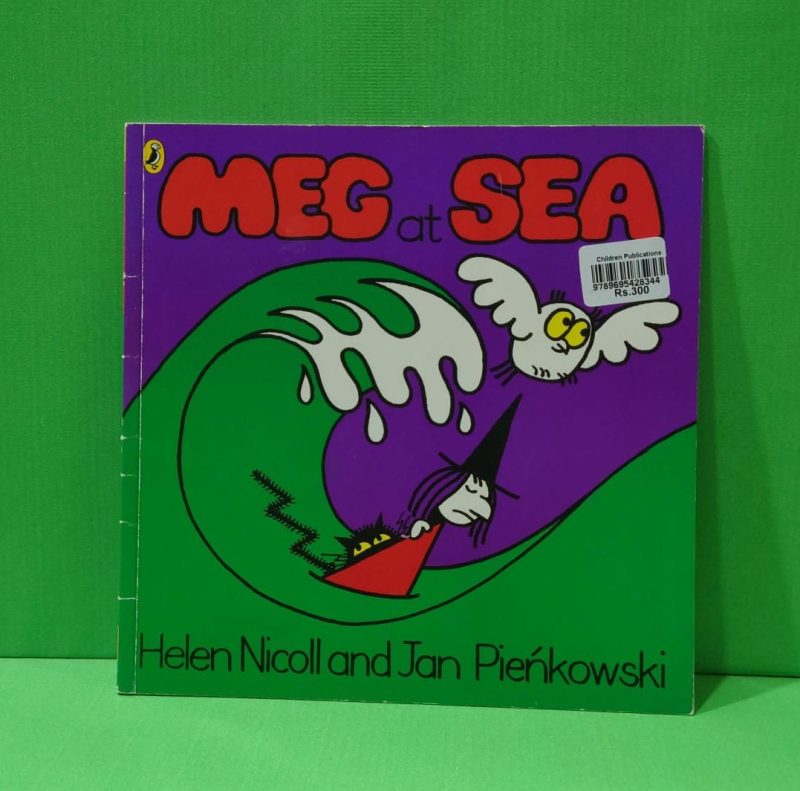 MEG at SEA
Children Publications
9789695428344
Rs.300
Helen Nicoll and Jan Pieńkowski